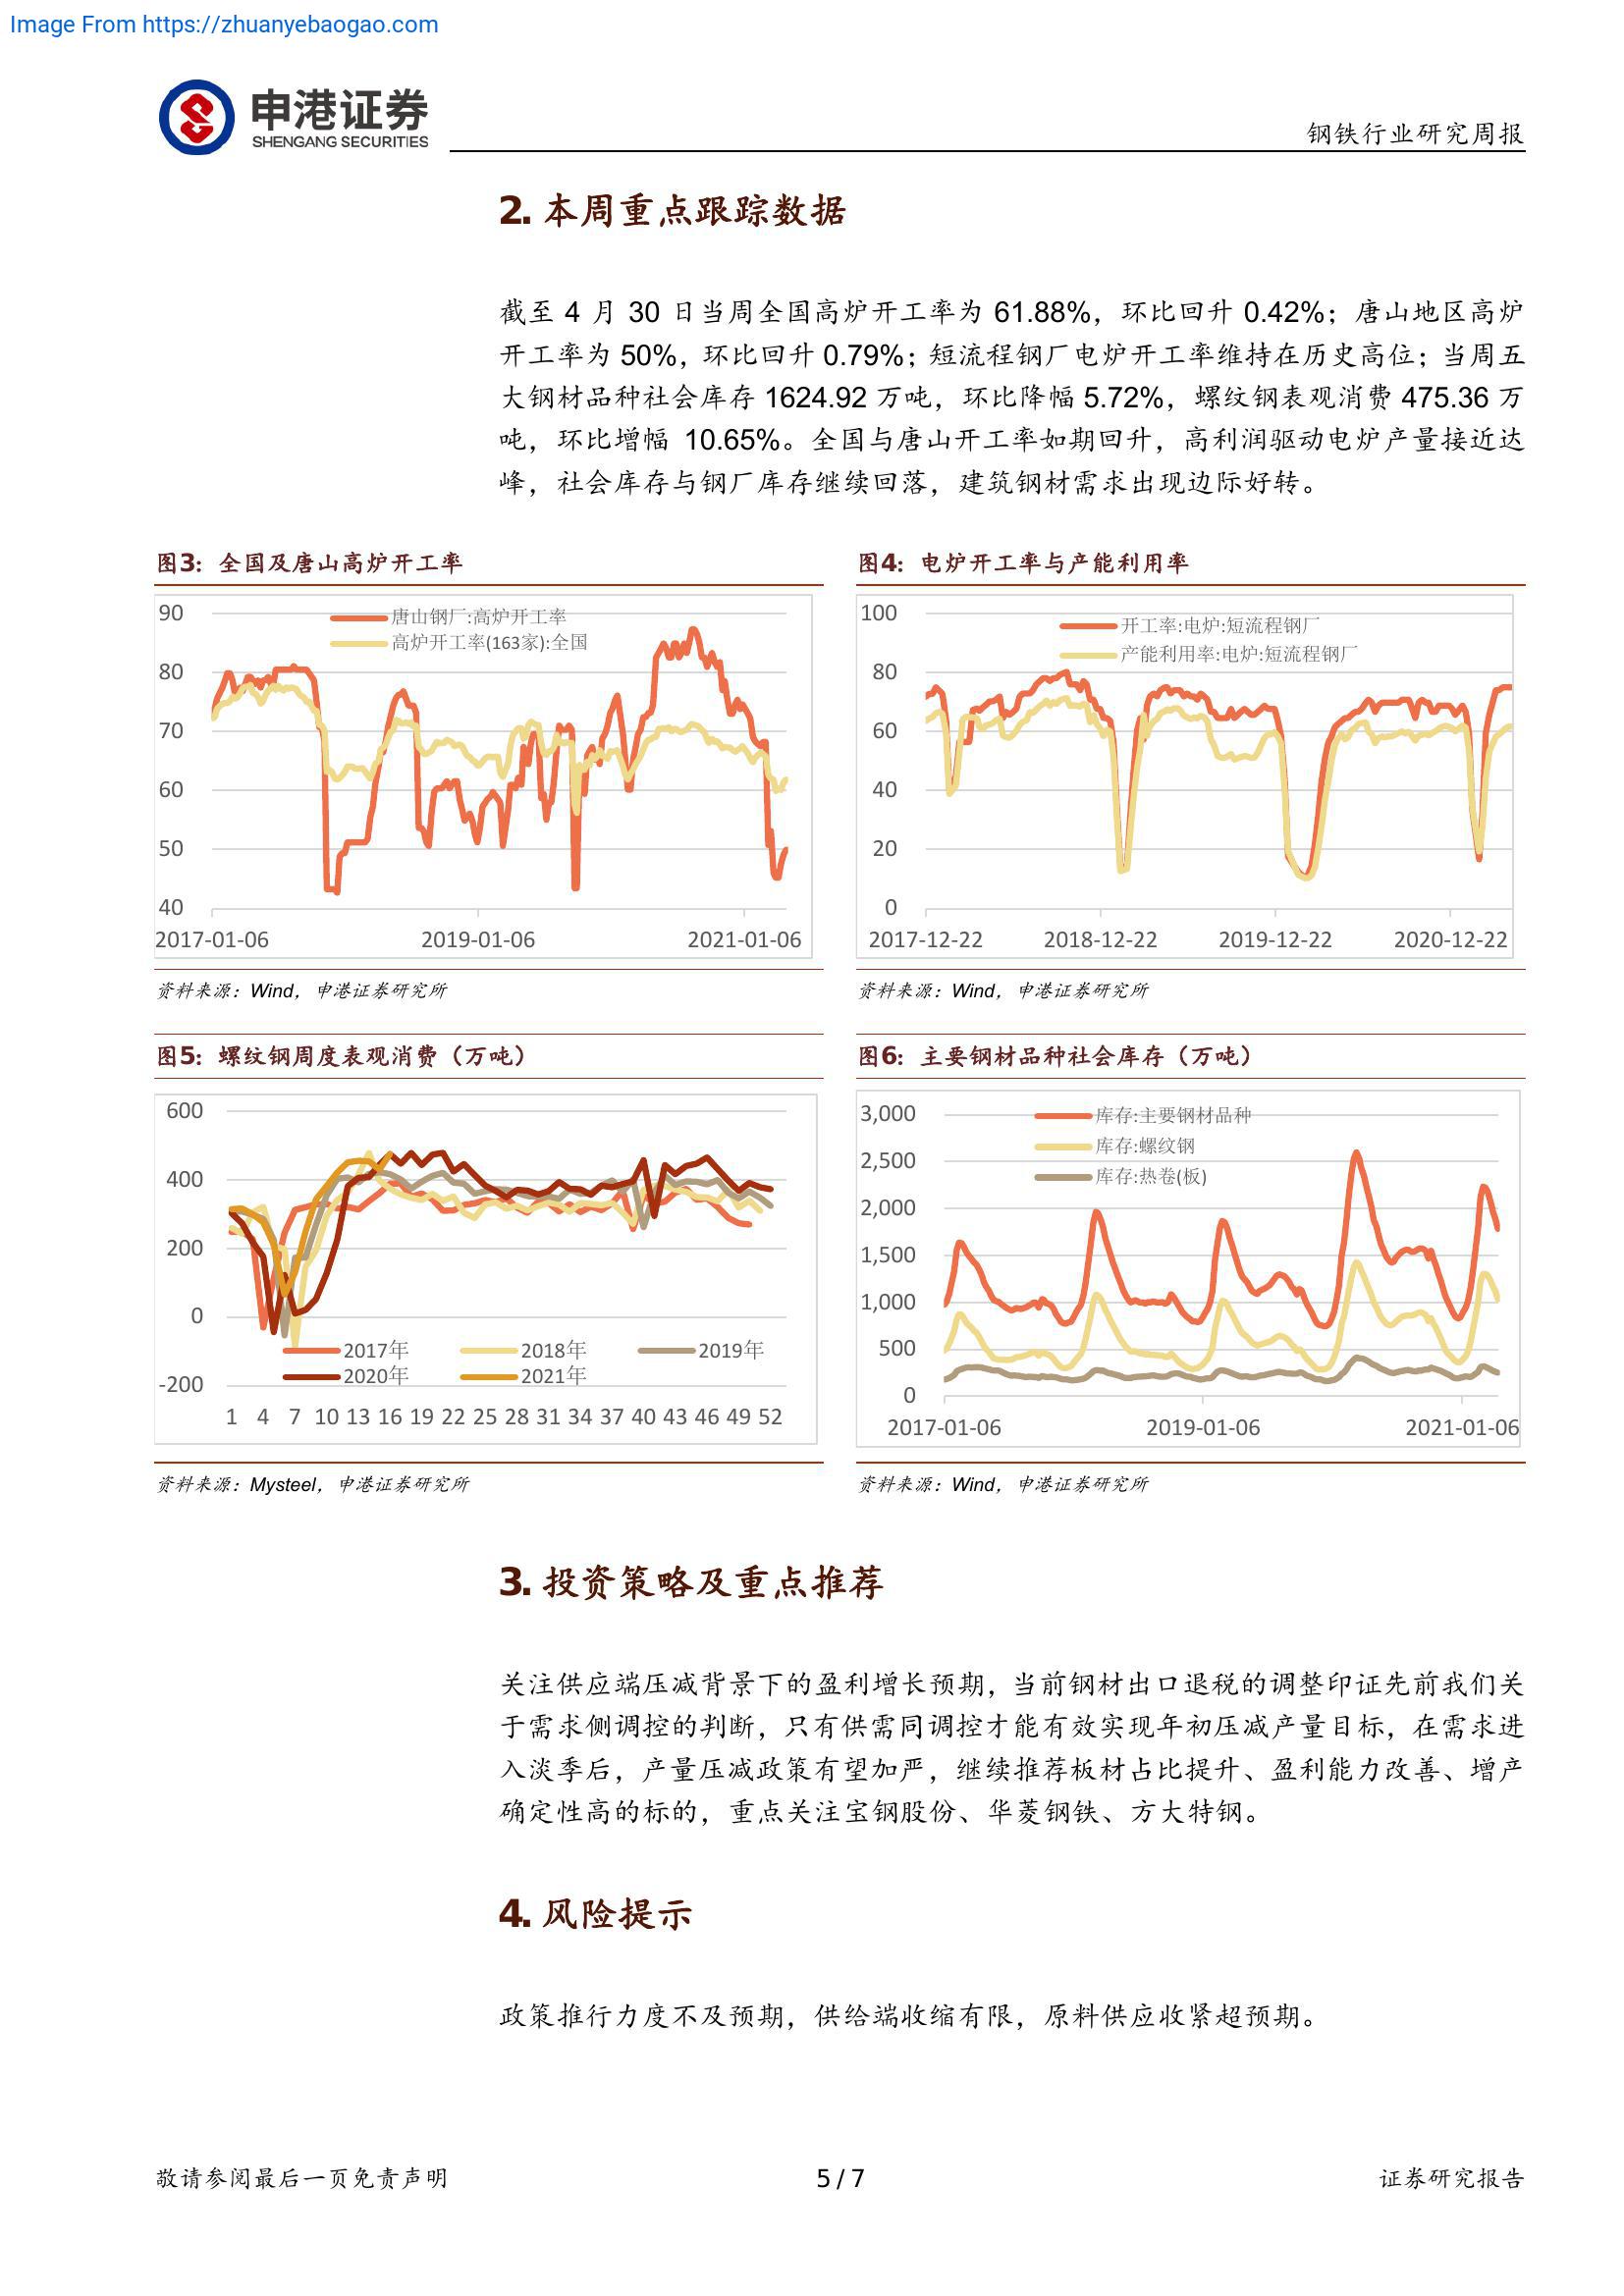 Image From https://zhuanyebaogao.com
申港证券
SHENGANG SECURITIES
钢铁行业研究周报
2. 本周重点跟踪数据
截至 4 月 30 日当周全国高炉开工率为 61.88%，环比回升 0.42%；唐山地区高炉
开工率为 50%，环比回升 0.79%；短流程钢厂电炉开工率维持在历史高位；当周五
大钢材品种社会库存 1624.92 万吨，环比降幅 5.72%，螺纹钢表观消费 475.36 万
吨，环比增幅 10.65%。全国与唐山开工率如期回升，高利润驱动电炉产量接近达
峰，社会库存与钢厂库存继续回落，建筑钢材需求出现边际好转。
图3：全国及唐山高炉开工率
90
80
70
60
50
40
唐山钢厂:高炉开工率
高炉开工率(163家):全国
2017-01-06 2019-01-06 2021-01-06
资料来源：Wind，申港证券研究所
图4：电炉开工率与产能利用率
100
80
60
40
20
0
开工率:电炉:短流程钢厂
产能利用率:电炉:短流程钢厂
2017-12-22 2018-12-22 2019-12-22 2020-12-22
资料来源：Wind，申港证券研究所
图5：螺纹钢周度表观消费（万吨）
600
400
200
0
-200
2017年 2018年 2019年
2020年 2021年
1 4 7 10 13 16 19 22 25 28 31 34 37 40 43 46 49 52
资料来源：Mysteel，申港证券研究所
图6：主要钢材品种社会库存（万吨）
3,000
2,500
2,000
1,500
1,000
500
0
库存:主要钢材品种
库存:螺纹钢
库存:热卷(板)
2017-01-06 2019-01-06 2021-01-06
资料来源：Wind，申港证券研究所
3. 投资策略及重点推荐
关注供应端压减背景下的盈利增长预期，当前钢材出口退税的调整印证先前我们关
于需求侧调控的判断，只有供需同调控才能有效实现年初压减产量目标，在需求进
入淡季后，产量压减政策有望加严，继续推荐板材占比提升、盈利能力改善、增产
确定性高的标的，重点关注宝钢股份、华菱钢铁、方大特钢。
4. 风险提示
政策推行力度不及预期，供给端收缩有限，原料供应收紧超预期。
敬请参阅最后一页免责声明
5 / 7
证券研究报告